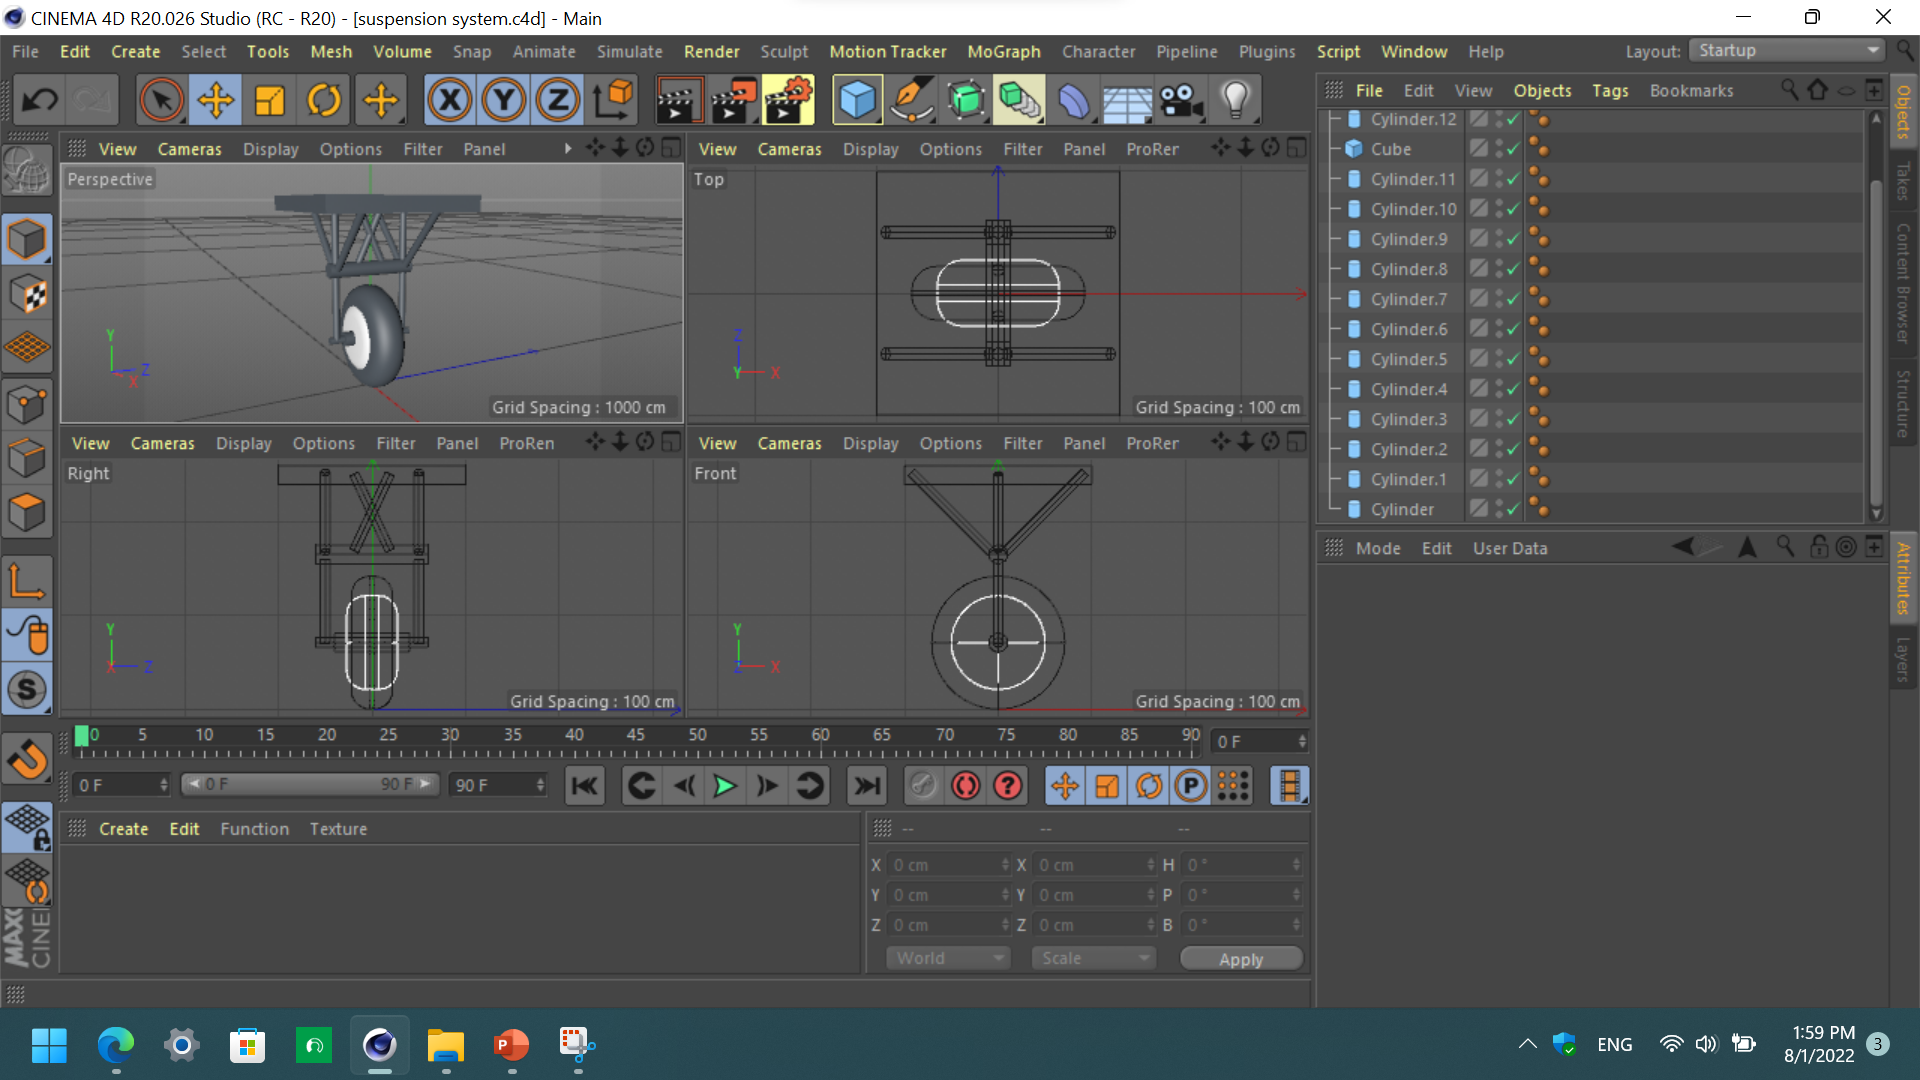 CINEMA 4D R20.026 Studio (RC - R20) - [suspension system.c4d] - Main
File Edit Create Select Tools Mesh Volume Snap Animate Simulate Render Sculpt Motion Tracker MoGraph Character Pipeline Plugins Script Window Help Layout: Startup
X Y Z
File Edit View Objects Tags Bookmarks
Objects
Takes
Content Browser
Structure
Cylinder.12
Cube
Cylinder.11
Cylinder.10
Cylinder.9
Cylinder.8
Cylinder.7
Cylinder.6
Cylinder.5
Cylinder.4
Cylinder.3
Cylinder.2
Cylinder.1
Cylinder
View Cameras Display Options Filter Panel
Perspective
Y
Z
X
Grid Spacing : 1000 cm
View Cameras Display Options Filter Panel ProRer
Top
Z
Y X
Grid Spacing : 100 cm
View Cameras Display Options Filter Panel ProRen
Right
Y
X Z
Grid Spacing : 100 cm
View Cameras Display Options Filter Panel ProRer
Front
Y
Z X
Grid Spacing : 100 cm
Mode Edit User Data
Attributes
Layers
S
0 5 10 15 20 25 30 35 40 45 50 55 60 65 70 75 80 85 90 0 F
0 F 0 F 90 F 90 F ? P
Create Edit Function Texture
-- -- --
X 0 cm X 0 cm H 0 °
Y 0 cm Y 0 cm P 0 °
Z 0 cm Z 0 cm B 0 °
World Scale Apply
MAXO
CINE
P
ENG
1:59 PM
8/1/2022
3